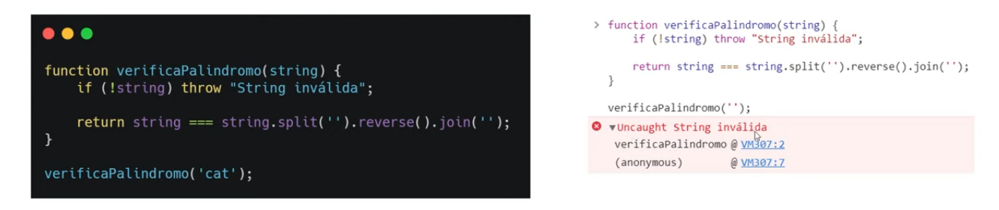 function verificaPalindromo(string) {
    if (!string) throw "String inválida";

    return string === string.split('').reverse().join('');
}

verificaPalindromo('cat');

> function verificaPalindromo(string) {
    if (!string) throw "String inválida";

    return string === string.split('').reverse().join('');
}

verificaPalindromo('');
▼Uncaught String inválida
verificaPalindromo @ VM307:2
(anonymous) @ VM307:7